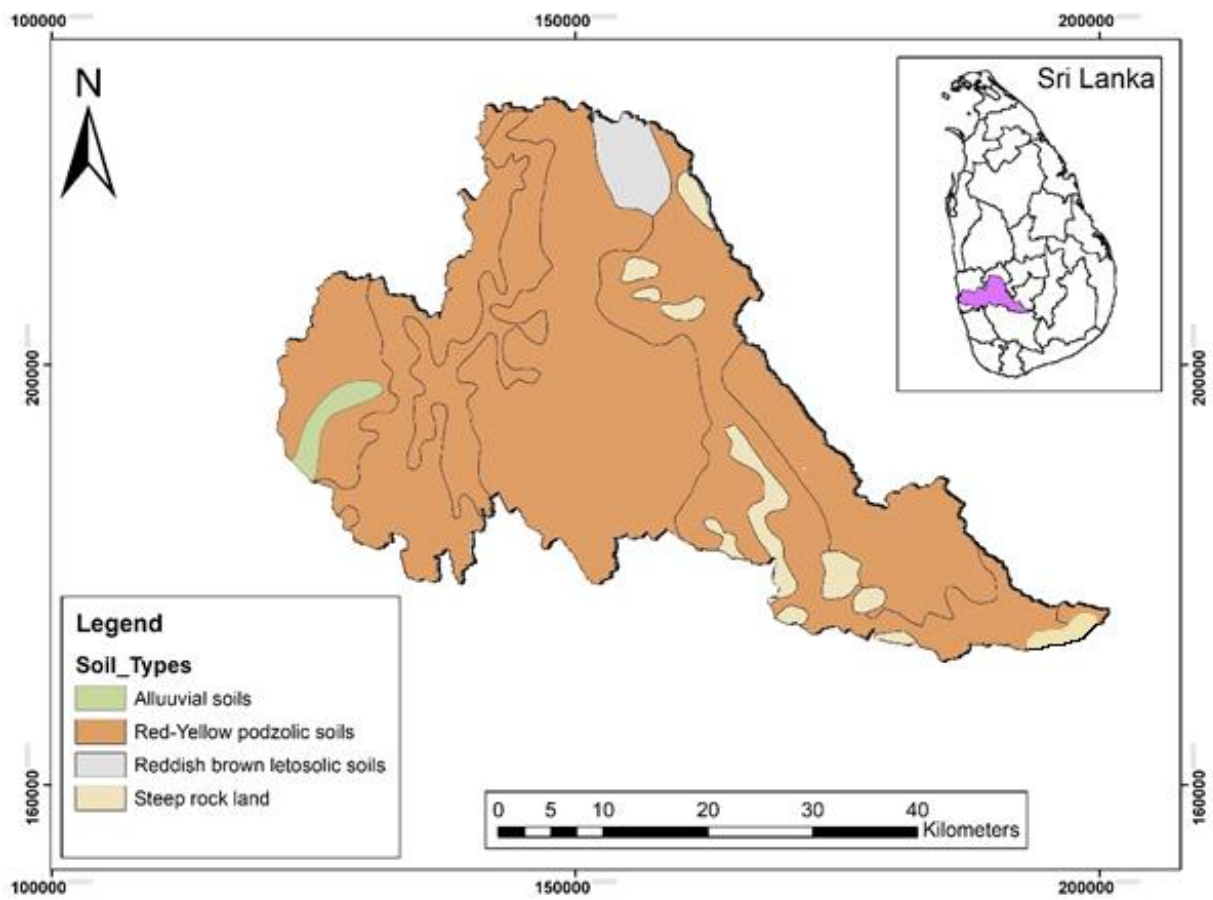 100000 150000 200000
N
Sri Lanka
200000 200000
Legend
Soil_Types
Alluuvial soils
Red-Yellow podzolic soils
Reddish brown letosolic soils
Steep rock land
160000 160000
0 5 10 20 30 40
Kilometers
100000 150000 200000